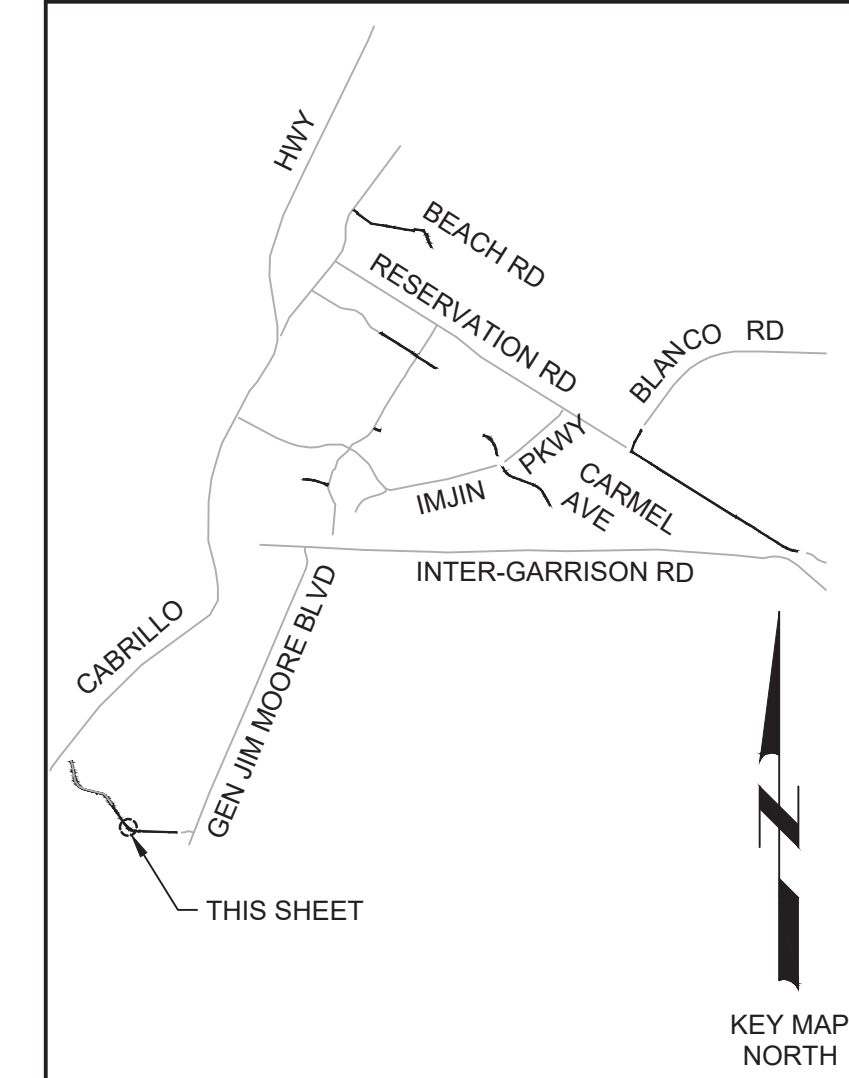 HWY
BEACH RD
RESERVATION RD
BLANCO RD
PKWY
IMJIN
CARMEL
AVE
INTER-GARRISON RD
CABRILLO
GEN JIM MOORE BLVD
THIS SHEET
N
KEY MAP
NORTH